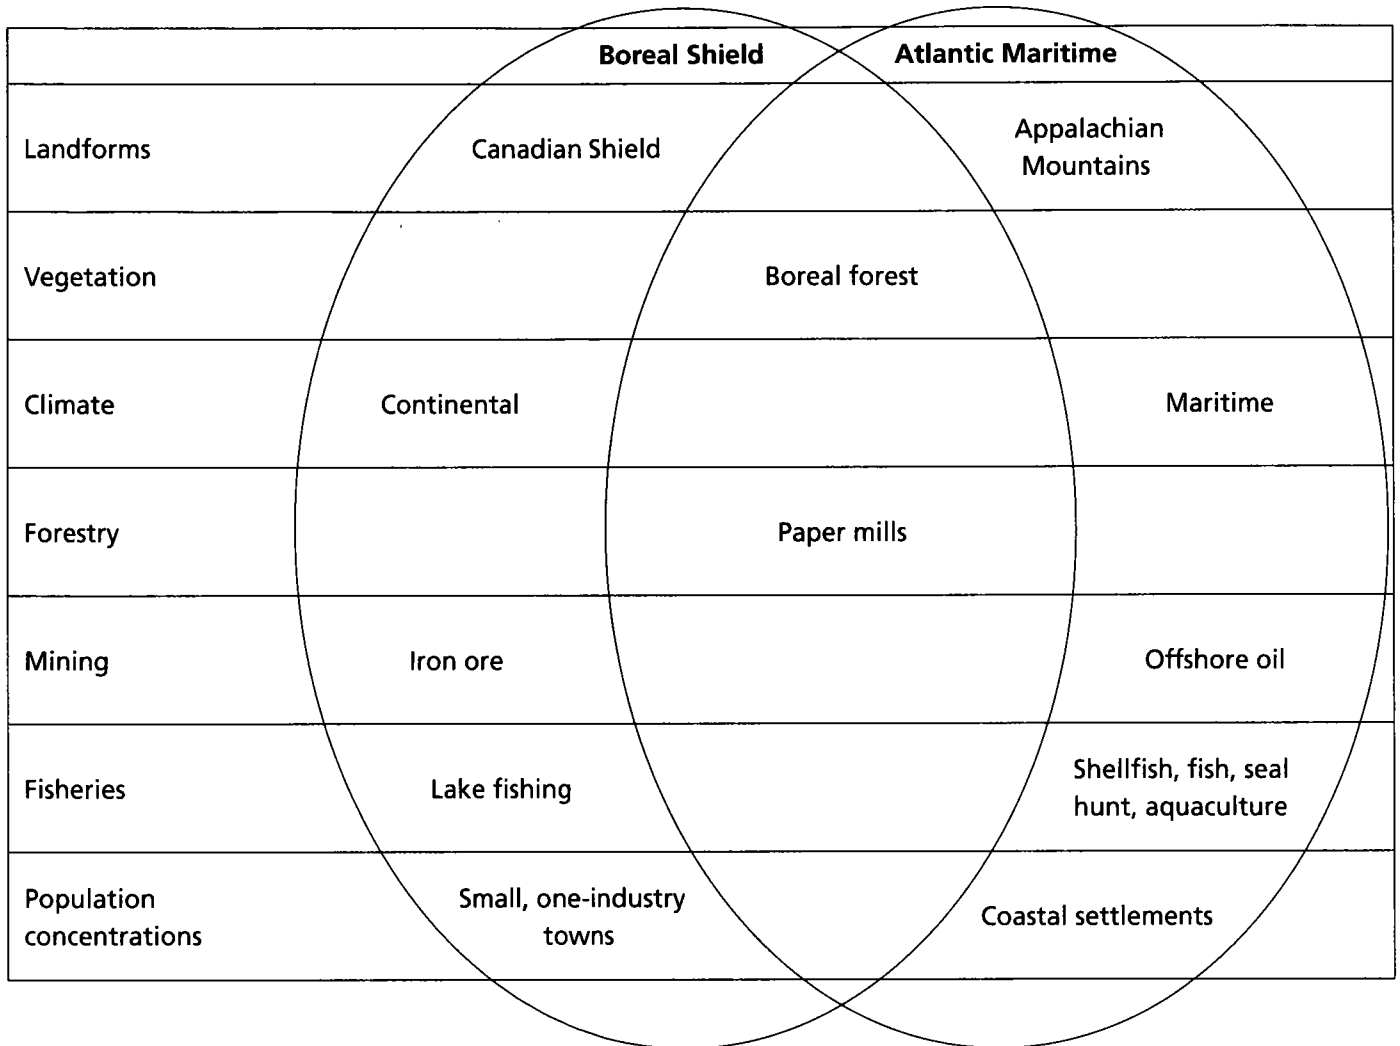 Boreal Shield Atlantic Maritime
Landforms Canadian Shield Appalachian
Mountains
Vegetation Boreal forest
Climate Continental Maritime
Forestry Paper mills
Mining Iron ore Offshore oil
Fisheries Lake fishing Shellfish, fish, seal
hunt, aquaculture
Population Small, one-industry Coastal settlements
concentrations towns